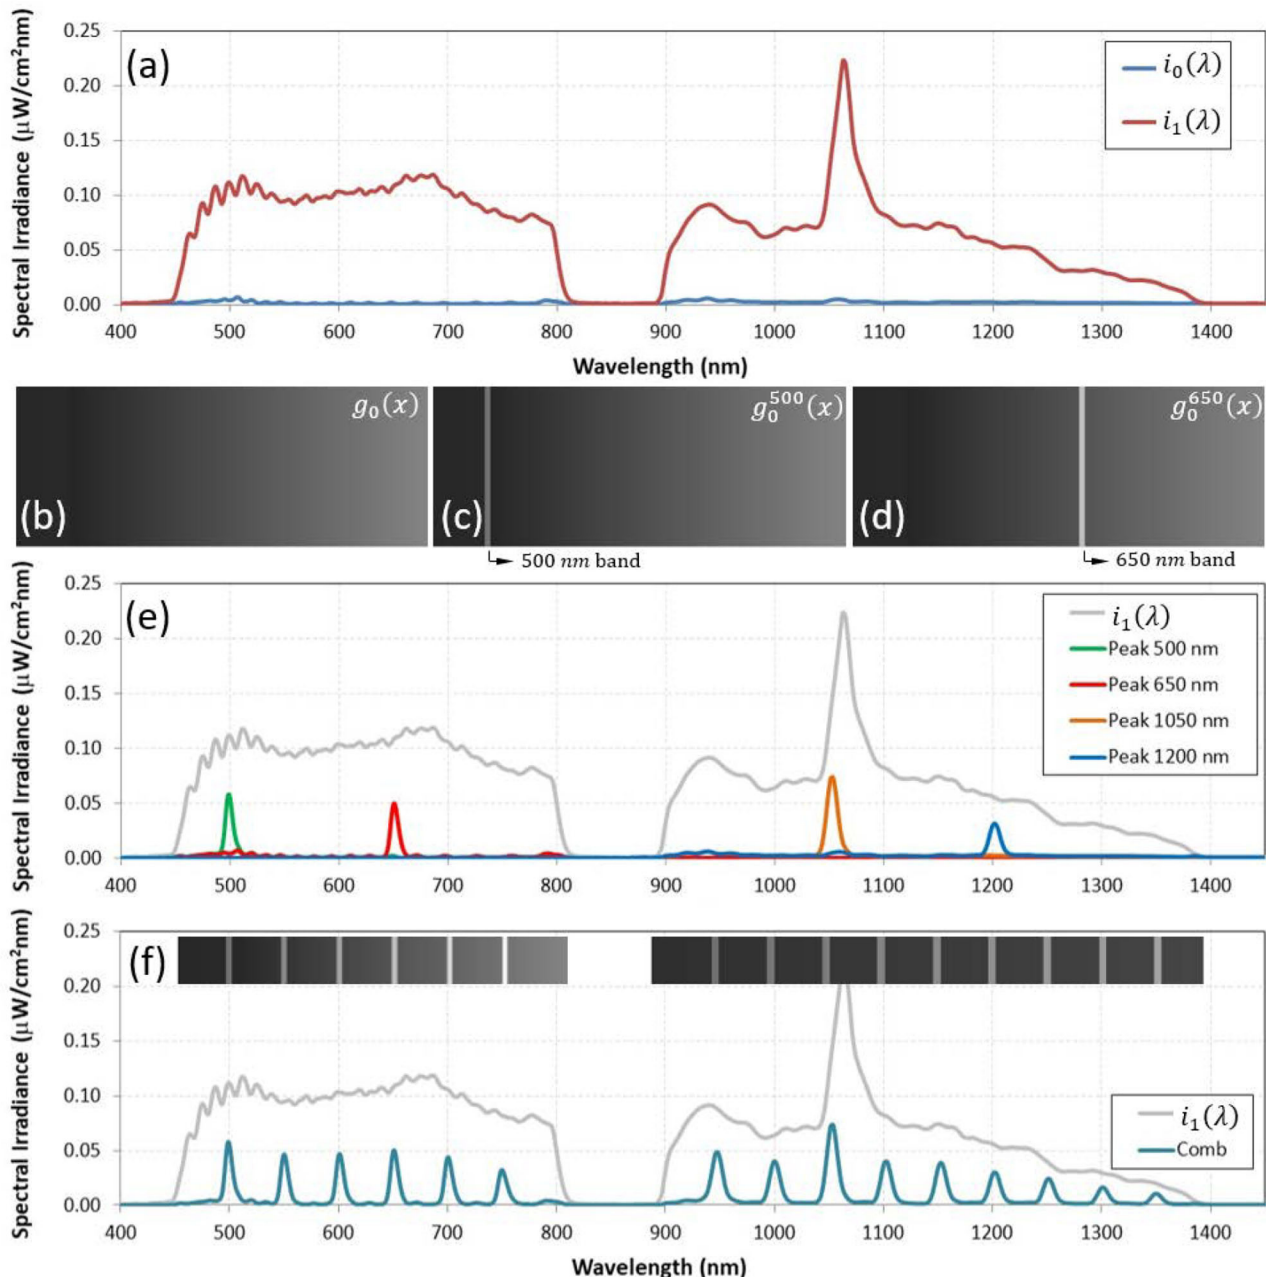 0.25
0.20
0.15
0.10
0.05
0.00
Spectral Irradiance (μW/cm²nm)
(a)
i₀(λ)
i₁(λ)
400 500 600 700 800 900 1000 1100 1200 1300 1400
Wavelength (nm)
g₀(x)
(b)
g₀⁵⁰⁰(x)
(c)
g₀⁶⁵⁰(x)
(d)
500 nm band
650 nm band
0.25
0.20
0.15
0.10
0.05
0.00
Spectral Irradiance (μW/cm²nm)
(e)
i₁(λ)
Peak 500 nm
Peak 650 nm
Peak 1050 nm
Peak 1200 nm
400 500 600 700 800 900 1000 1100 1200 1300 1400
0.25
0.20
0.15
0.10
0.05
0.00
Spectral Irradiance (μW/cm²nm)
(f)
i₁(λ)
Comb
400 500 600 700 800 900 1000 1100 1200 1300 1400
Wavelength (nm)